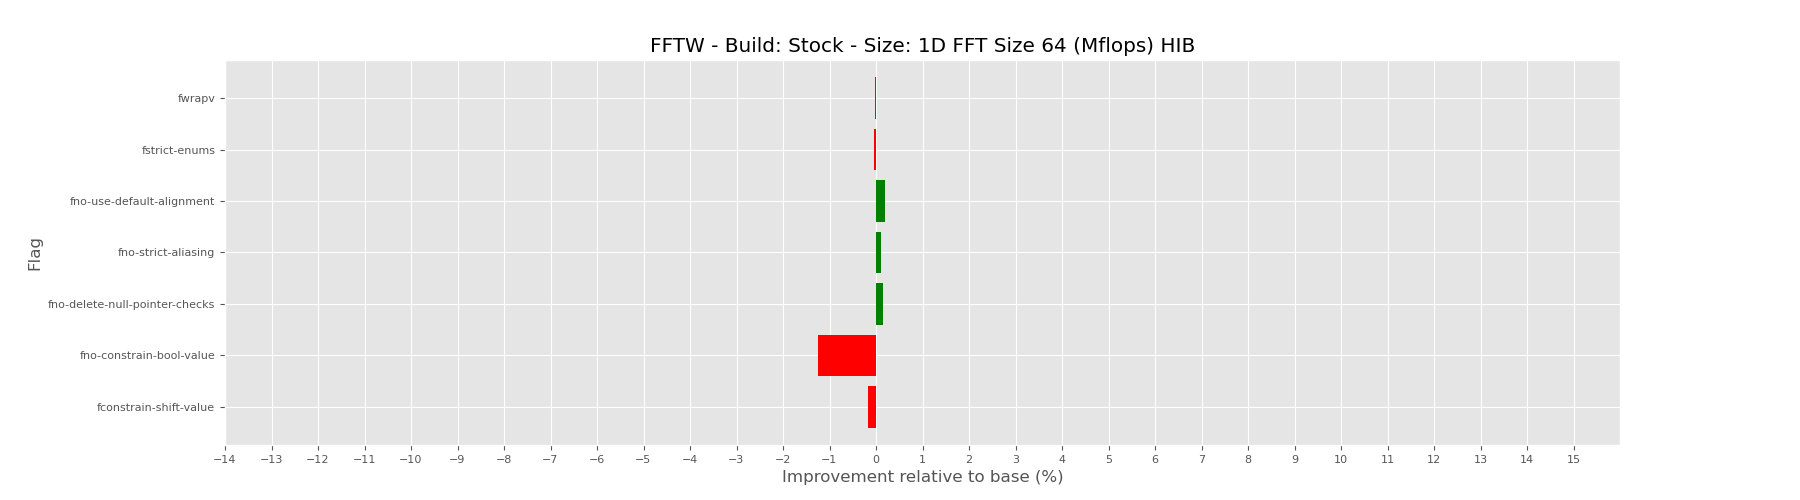 FFTW - Build: Stock - Size: 1D FFT Size 64 (Mflops) HIB
Flag
fwrapv
fstrict-enums
fno-use-default-alignment
fno-strict-aliasing
fno-delete-null-pointer-checks
fno-constrain-bool-value
fconstrain-shift-value
−14 −13 −12 −11 −10 −9 −8 −7 −6 −5 −4 −3 −2 −1 0 1 2 3 4 5 6 7 8 9 10 11 12 13 14 15
Improvement relative to base (%)